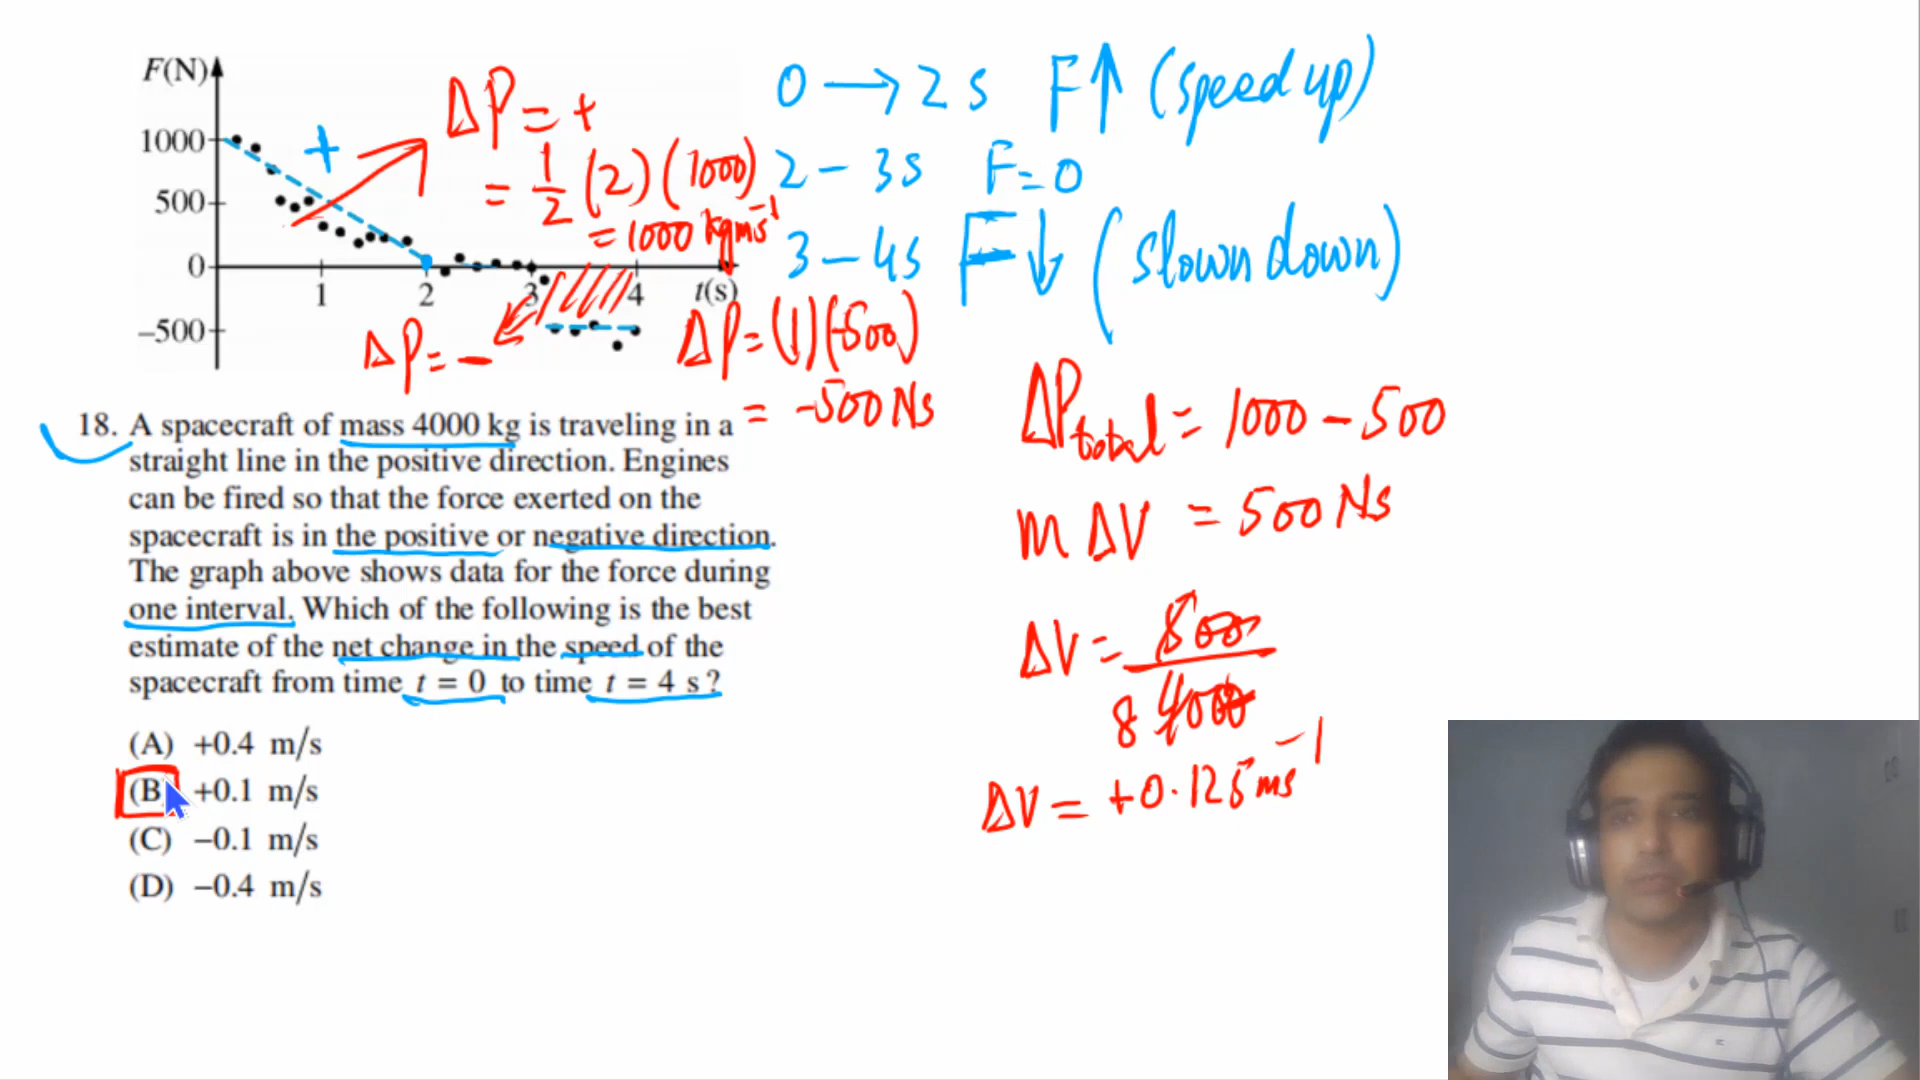 F(N)
1000
500
0
-500
1 2 3 4 t(s)
+
ΔP = +
= 1/2 (2)(1000)
= 1000 kgms⁻¹
ΔP = -
ΔP = (1)(-500)
= -500 Ns
0 → 2 s F↑ (speed up)
2 - 3s F = 0
3 - 4s F↓ (slown down)
18. A spacecraft of mass 4000 kg is traveling in a
straight line in the positive direction. Engines
can be fired so that the force exerted on the
spacecraft is in the positive or negative direction.
The graph above shows data for the force during
one interval. Which of the following is the best
estimate of the net change in the speed of the
spacecraft from time t = 0 to time t = 4 s?
(A) +0.4 m/s
(B) +0.1 m/s
(C) −0.1 m/s
(D) −0.4 m/s
ΔP total = 1000 - 500
m ΔV = 500 Ns
ΔV =
8 4000
ΔV = +0.125 ms⁻¹